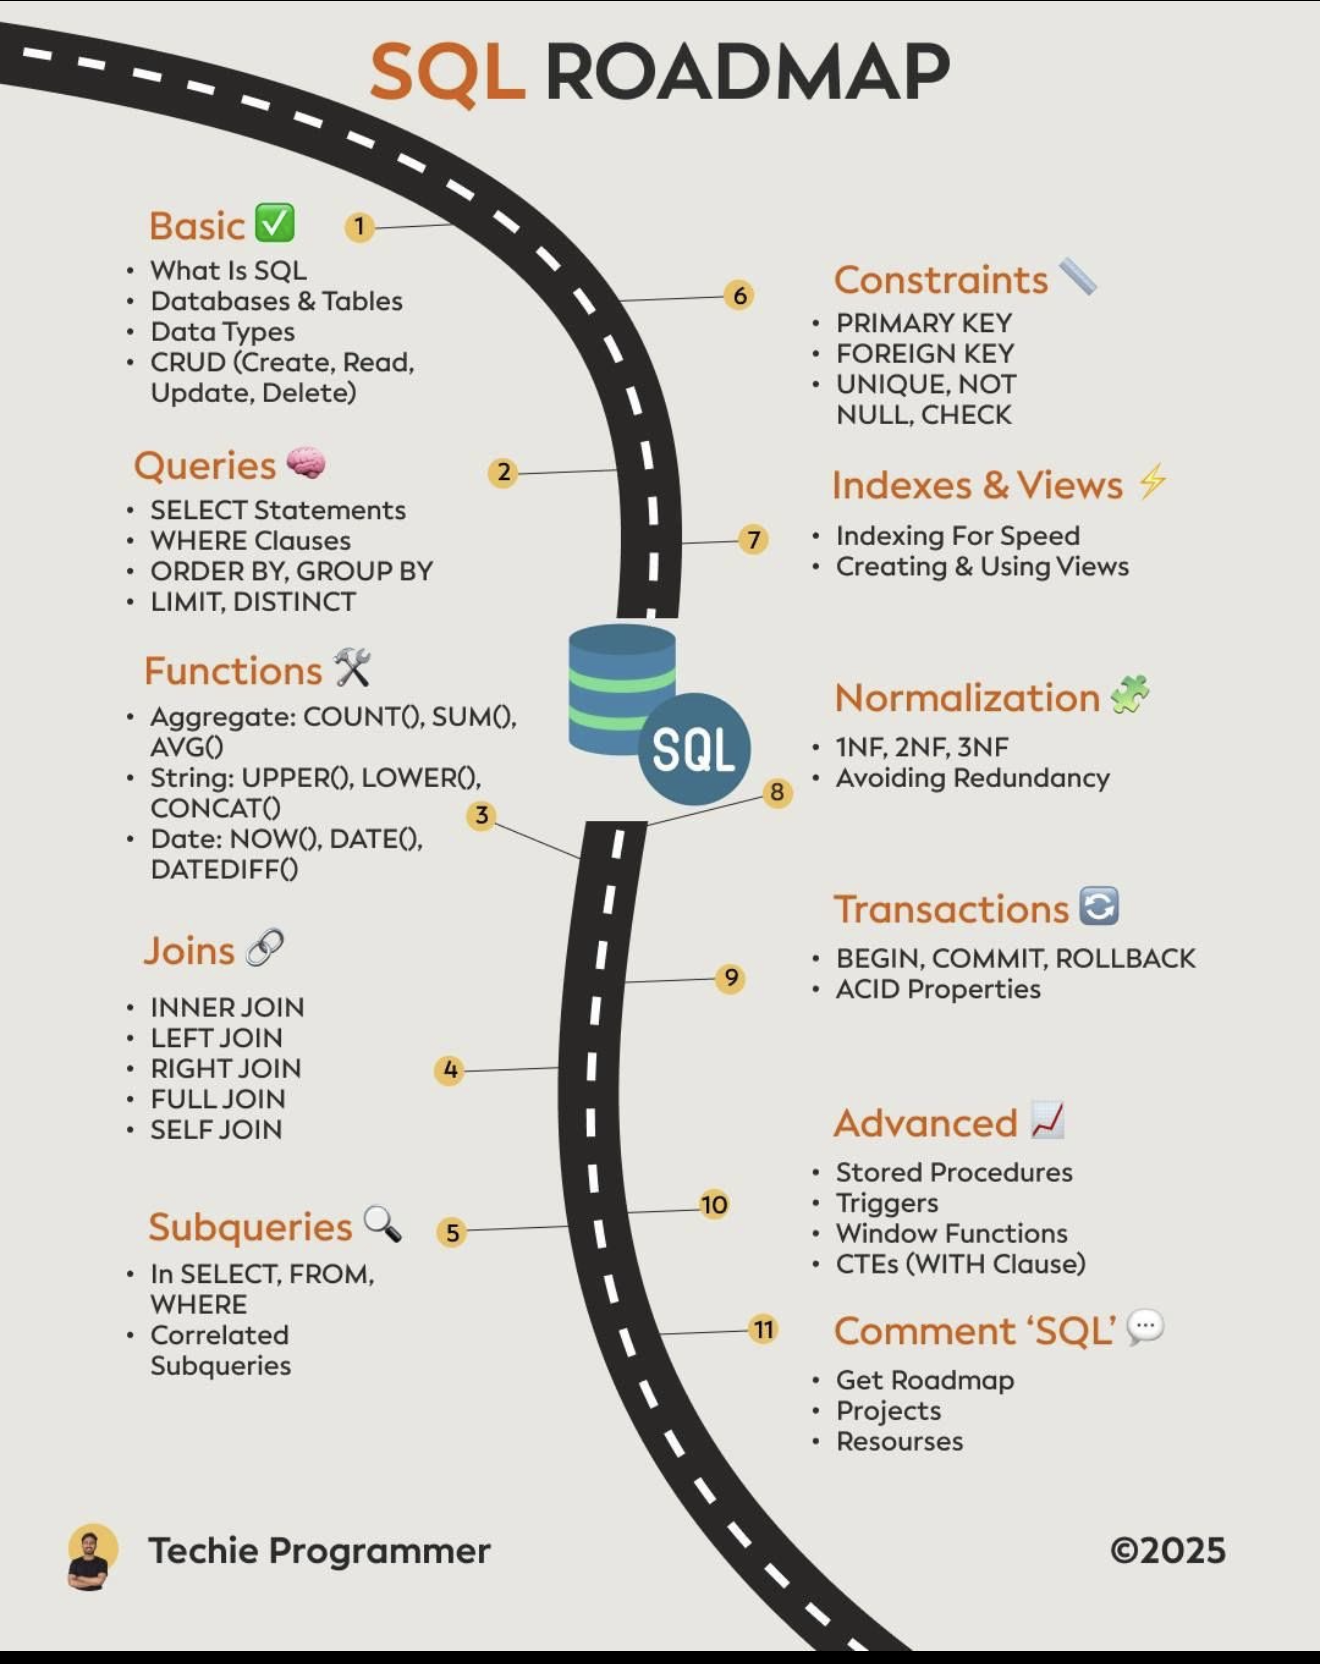 SQL ROADMAP
Basic ✅
1
• What Is SQL
• Databases & Tables
• Data Types
• CRUD (Create, Read,
Update, Delete)
Queries 🧠
2
• SELECT Statements
• WHERE Clauses
• ORDER BY, GROUP BY
• LIMIT, DISTINCT
Functions 🛠
• Aggregate: COUNT(), SUM(),
AVG()
• String: UPPER(), LOWER(),
CONCAT()
3
• Date: NOW(), DATE(),
DATEDIFF()
Joins 🔗
• INNER JOIN
• LEFT JOIN
• RIGHT JOIN
4
• FULL JOIN
• SELF JOIN
Subqueries 🔍
5
• In SELECT, FROM,
WHERE
• Correlated
Subqueries
6
Constraints 📏
• PRIMARY KEY
• FOREIGN KEY
• UNIQUE, NOT
NULL, CHECK
Indexes & Views ⚡
7
• Indexing For Speed
• Creating & Using Views
SQL
Normalization 🧩
• 1NF, 2NF, 3NF
• Avoiding Redundancy
8
Transactions 🔄
• BEGIN, COMMIT, ROLLBACK
9
• ACID Properties
Advanced 📈
• Stored Procedures
10
• Triggers
• Window Functions
• CTEs (WITH Clause)
11
Comment ‘SQL’ 💬
• Get Roadmap
• Projects
• Resourses
Techie Programmer
©2025